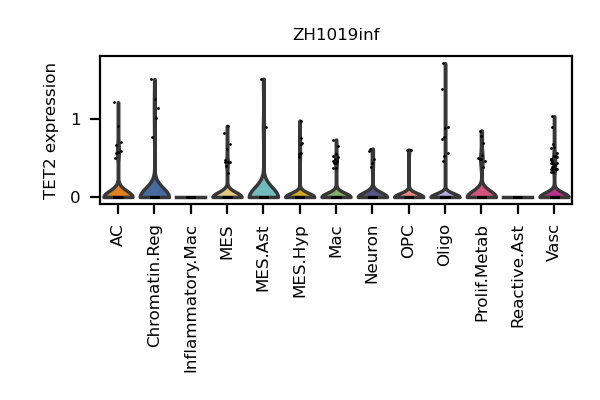 ZH1019inf
TET2 expression
1
0
AC
Chromatin.Reg
Inflammatory.Mac
MES
MES.Ast
MES.Hyp
Mac
Neuron
OPC
Oligo
Prolif.Metab
Reactive.Ast
Vasc